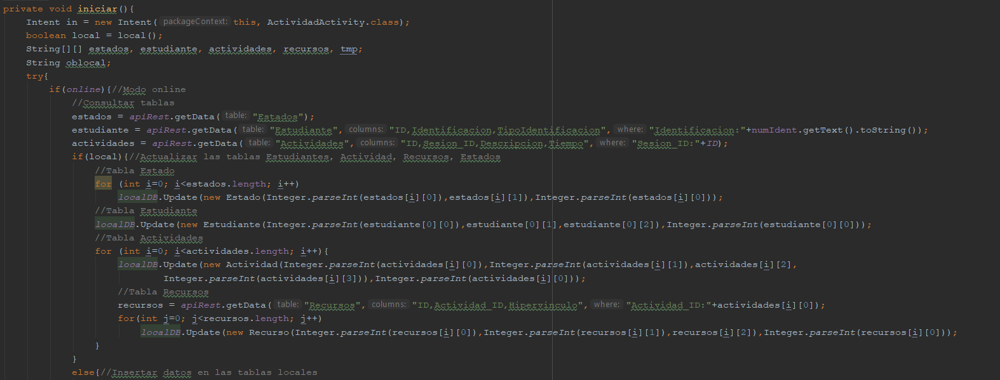 private void iniciar(){
Intent in = new Intent( packageContext: this, ActividadActivity.class);
boolean local = local();
String[][] estados, estudiante, actividades, recursos, tmp;
String oblocal;
try{
if(online){//Modo online
//Consultar tablas
estados = apiRest.getData( table: "Estados");
estudiante = apiRest.getData( table: "Estudiante", columns: "ID,Identificacion,TipoIdentificacion", where: "Identificacion:"+numIdent.getText().toString());
actividades = apiRest.getData( table: "Actividades", columns: "ID,Sesion_ID,Descripcion,Tiempo", where: "Sesion_ID:"+ID);
if(local){//Actualizar las tablas Estudiantes, Actividad, Recursos, Estados
//Tabla Estado
for (int i=0; i<estados.length; i++)
localDB.Update(new Estado(Integer.parseInt(estados[i][0]),estados[i][1]),Integer.parseInt(estados[i][0]));
//Tabla Estudiante
localDB.Update(new Estudiante(Integer.parseInt(estudiante[0][0]),estudiante[0][1],estudiante[0][2]),Integer.parseInt(estudiante[0][0]));
//Tabla Actividades
for (int i=0; i<actividades.length; i++){
localDB.Update(new Actividad(Integer.parseInt(actividades[i][0]),Integer.parseInt(actividades[i][1]),actividades[i][2],
Integer.parseInt(actividades[i][3])),Integer.parseInt(actividades[i][0]));
//Tabla Recursos
recursos = apiRest.getData( table: "Recursos", columns: "ID,Actividad_ID,Hipervinculo", where: "Actividad_ID:"+actividades[i][0]);
for(int j=0; j<recursos.length; j++)
localDB.Update(new Recurso(Integer.parseInt(recursos[i][0]),Integer.parseInt(recursos[i][1]),recursos[i][2]),Integer.parseInt(recursos[i][0]));
}
}
else{//Insertar datos en las tablas locales